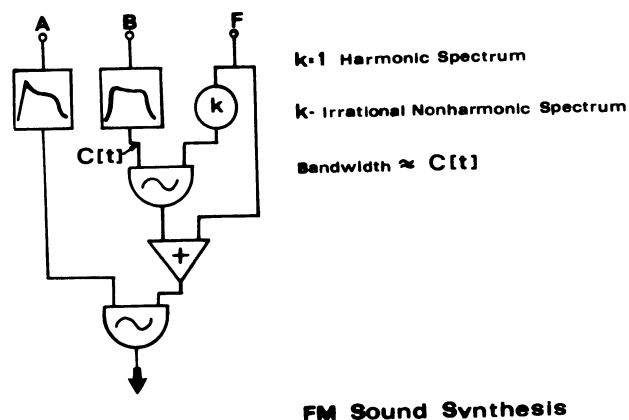 A B F
k=1 Harmonic Spectrum
k
k- Irrational Nonharmonic Spectrum
C[t]
Bandwidth ≈ C[t]
+
FM Sound Synthesis